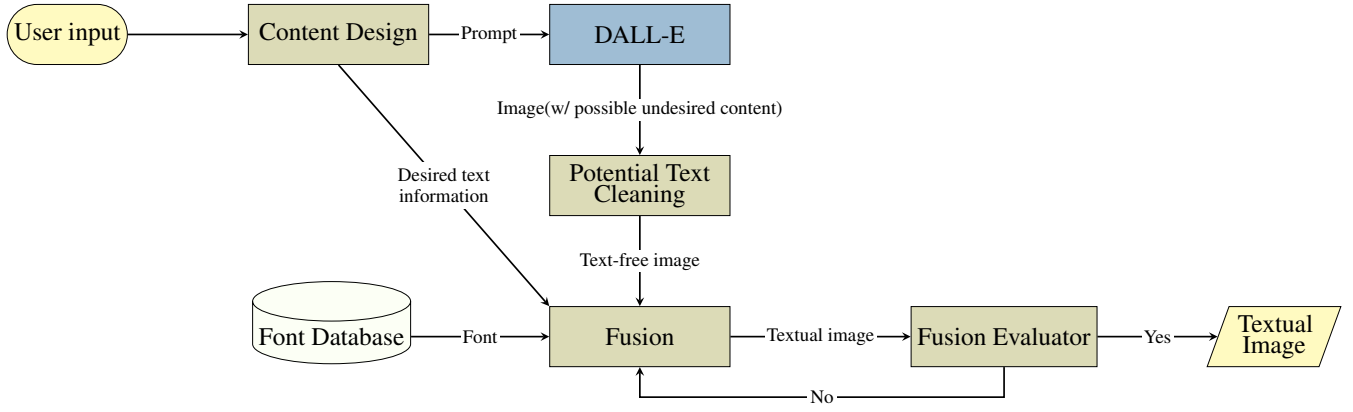 User input
Content Design
Prompt
DALL-E
Image(w/ possible undesired content)
Desired text
information
Potential Text
Cleaning
Text-free image
Font Database
Font
Fusion
Textual image
Fusion Evaluator
Yes
Textual
Image
No